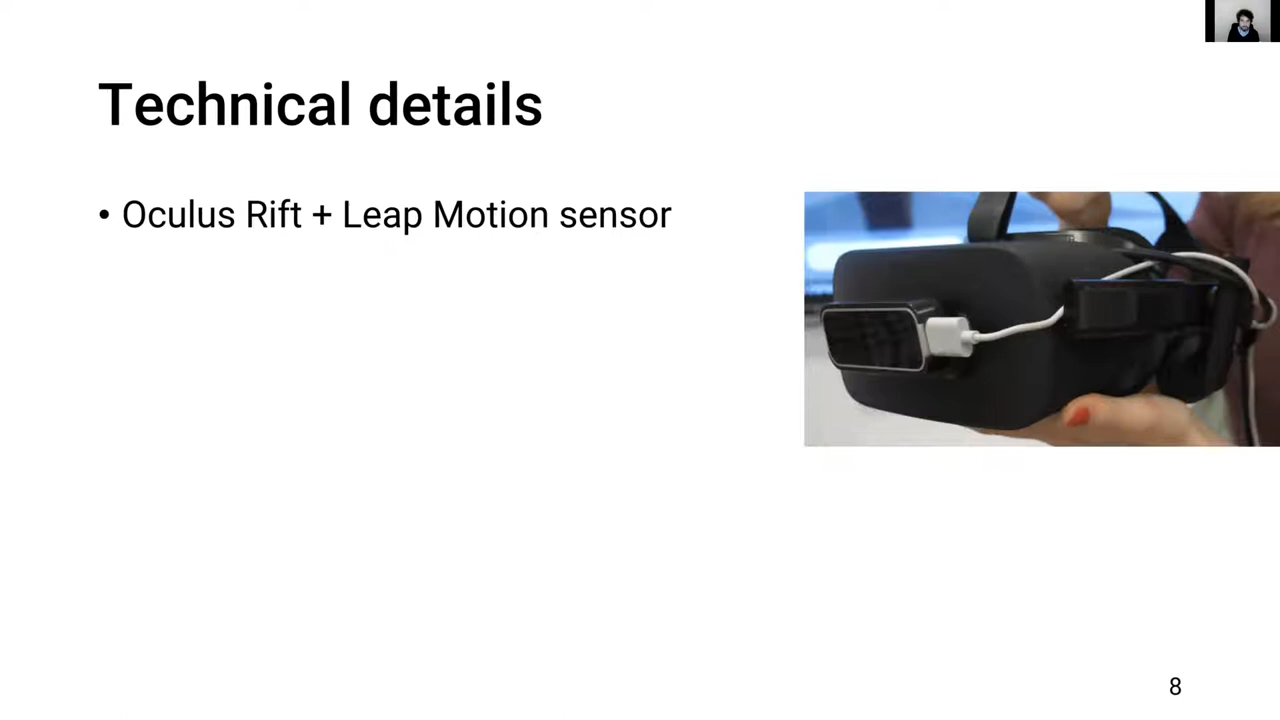 Technical details
• Oculus Rift + Leap Motion sensor
8